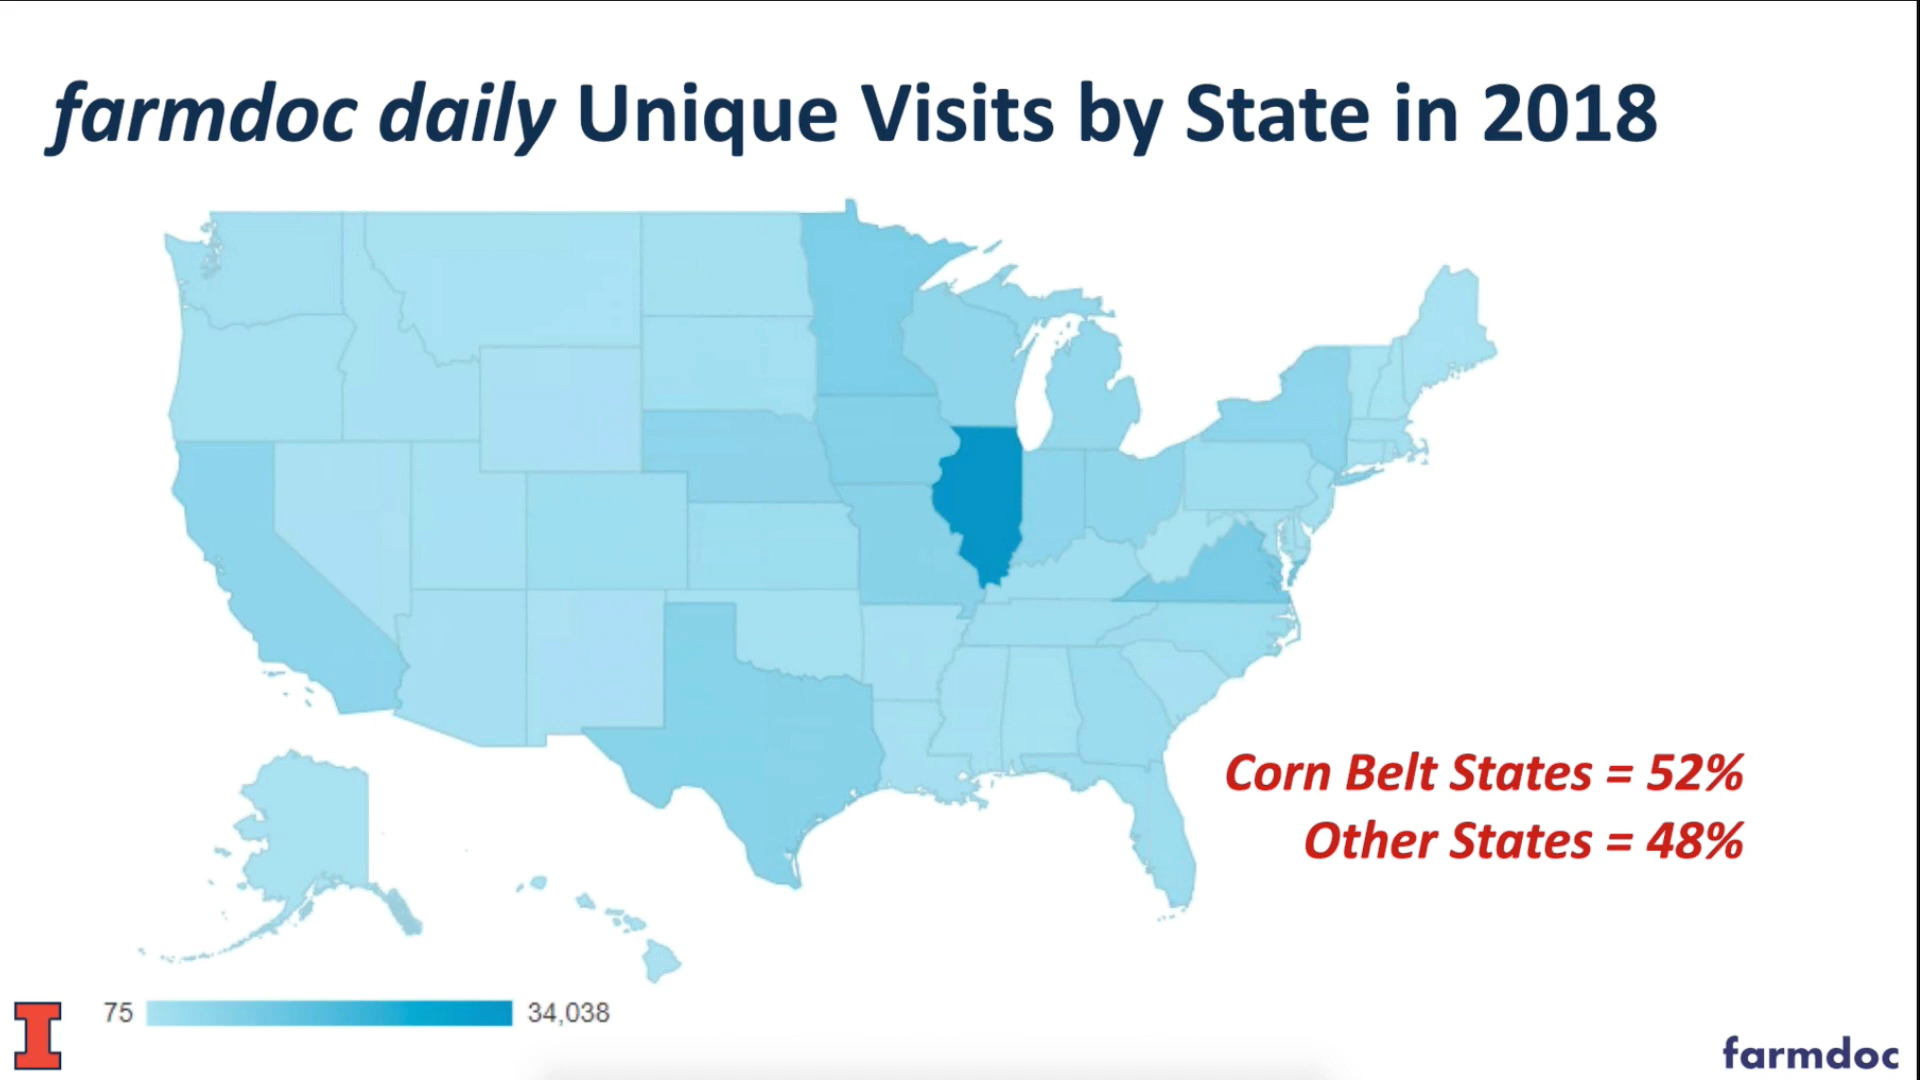 farmdoc daily Unique Visits by State in 2018
Corn Belt States = 52%
Other States = 48%
75
34,038
I
farmdoc